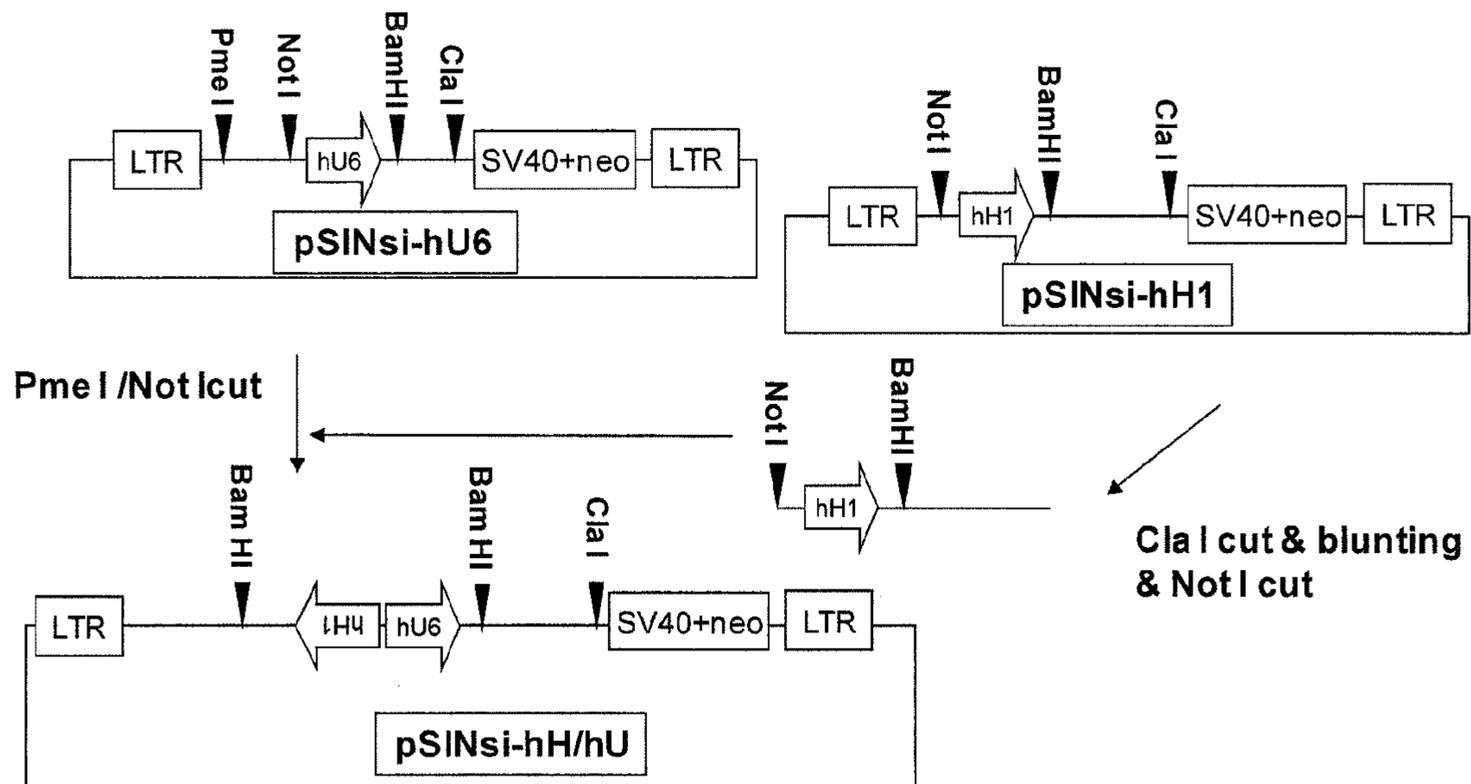 Pme I
Not I
BamHI
Cla I
LTR
hU6
SV40+neo
LTR
pSINsi-hU6
Not I
BamHI
Cla I
LTR
hH1
SV40+neo
LTR
pSINsi-hH1
Pme I /Not Icut
Not I
BamHI
hH1
Cla I cut & blunting
& Not I cut
Bam HI
Bam HI
Cla I
LTR
hH1
hU6
SV40+neo
LTR
pSINsi-hH/hU